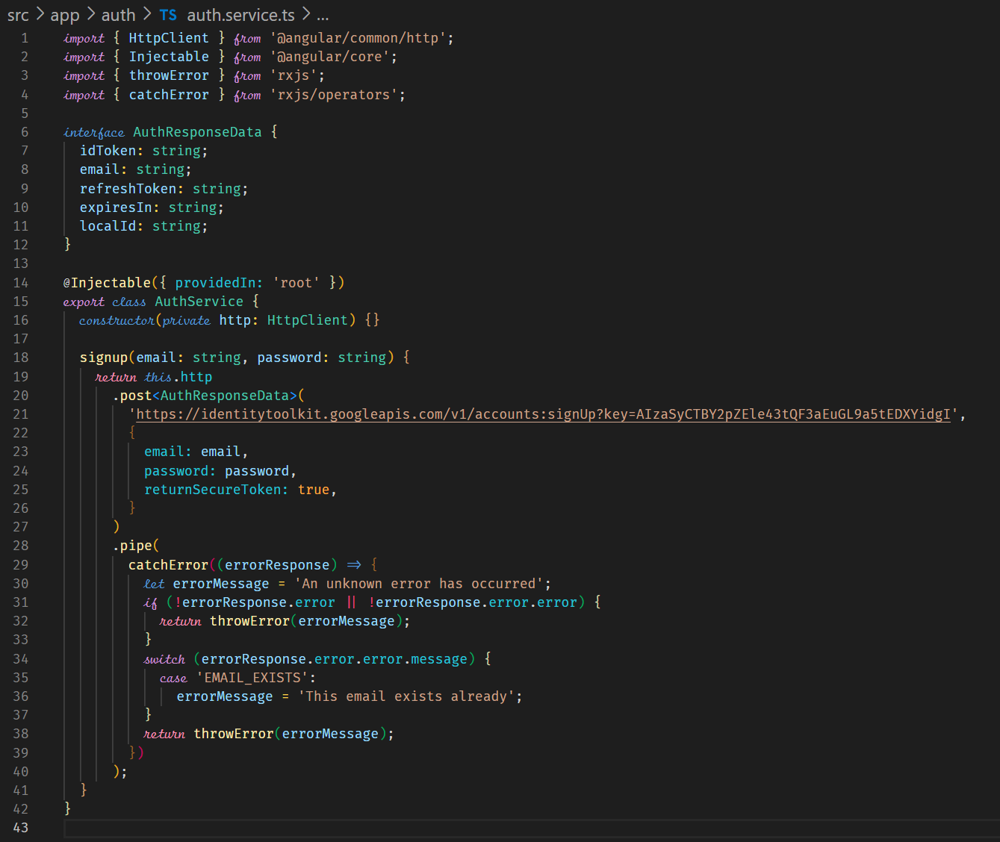 src > app > auth > TS auth.service.ts > ...
1 import { HttpClient } from '@angular/common/http';
2 import { Injectable } from '@angular/core';
3 import { throwError } from 'rxjs';
4 import { catchError } from 'rxjs/operators';
5
6 interface AuthResponseData {
7 idToken: string;
8 email: string;
9 refreshToken: string;
10 expiresIn: string;
11 localId: string;
12 }
13
14 @Injectable({ providedIn: 'root' })
15 export class AuthService {
16 constructor(private http: HttpClient) {}
17
18 signup(email: string, password: string) {
19 return this.http
20 .post<AuthResponseData>(
21 'https://identitytoolkit.googleapis.com/v1/accounts:signUp?key=AIzaSyCTBY2pZEle43tQF3aEuGL9a5tEDXYidgI',
22 {
23 email: email,
24 password: password,
25 returnSecureToken: true,
26 }
27 )
28 .pipe(
29 catchError((errorResponse) => {
30 let errorMessage = 'An unknown error has occurred';
31 if (!errorResponse.error || !errorResponse.error.error) {
32 return throwError(errorMessage);
33 }
34 switch (errorResponse.error.error.message) {
35 case 'EMAIL_EXISTS':
36 errorMessage = 'This email exists already';
37 }
38 return throwError(errorMessage);
39 })
40 );
41 }
42 }
43